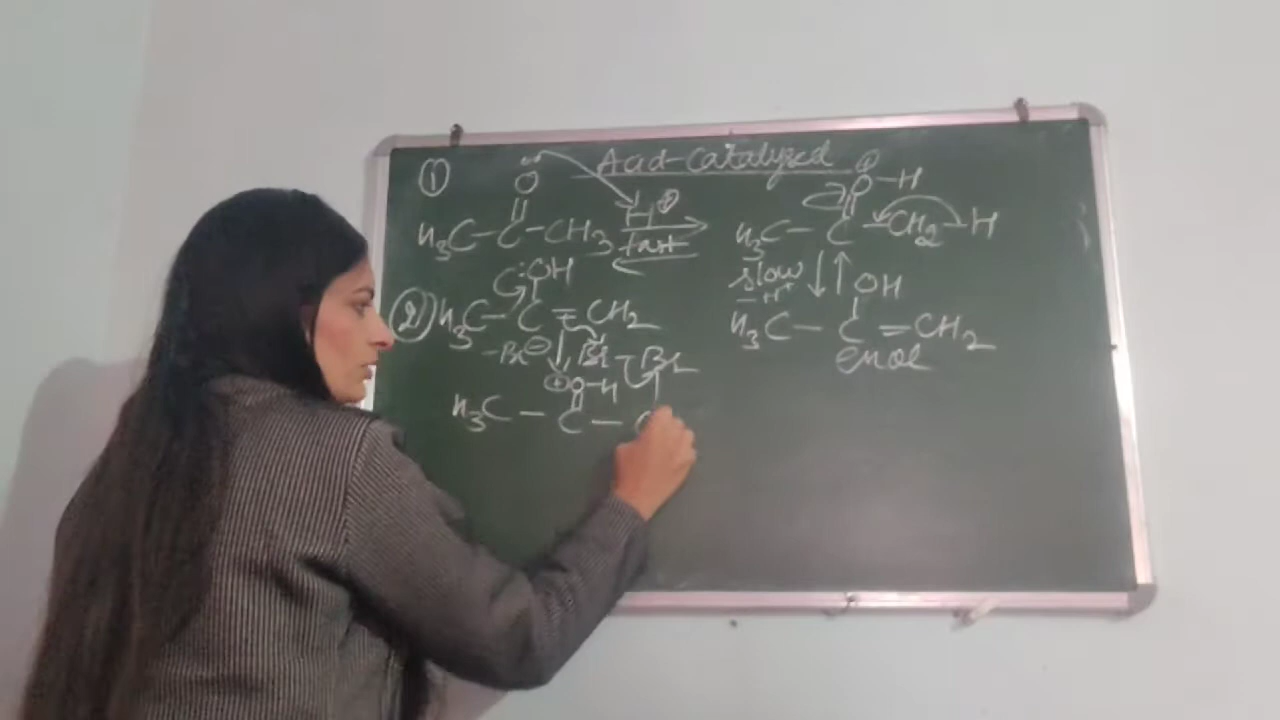 ① Acid-Catalyzed
O H⊕ ⊕O-H
H3C-C-CH3 fast H3C-C-CH2-H
:OH slow
② H3C-C=CH2 -H+ OH
-Br⊖ Br-Br H3C-C=CH2
⊕O-H enol
H3C-C-